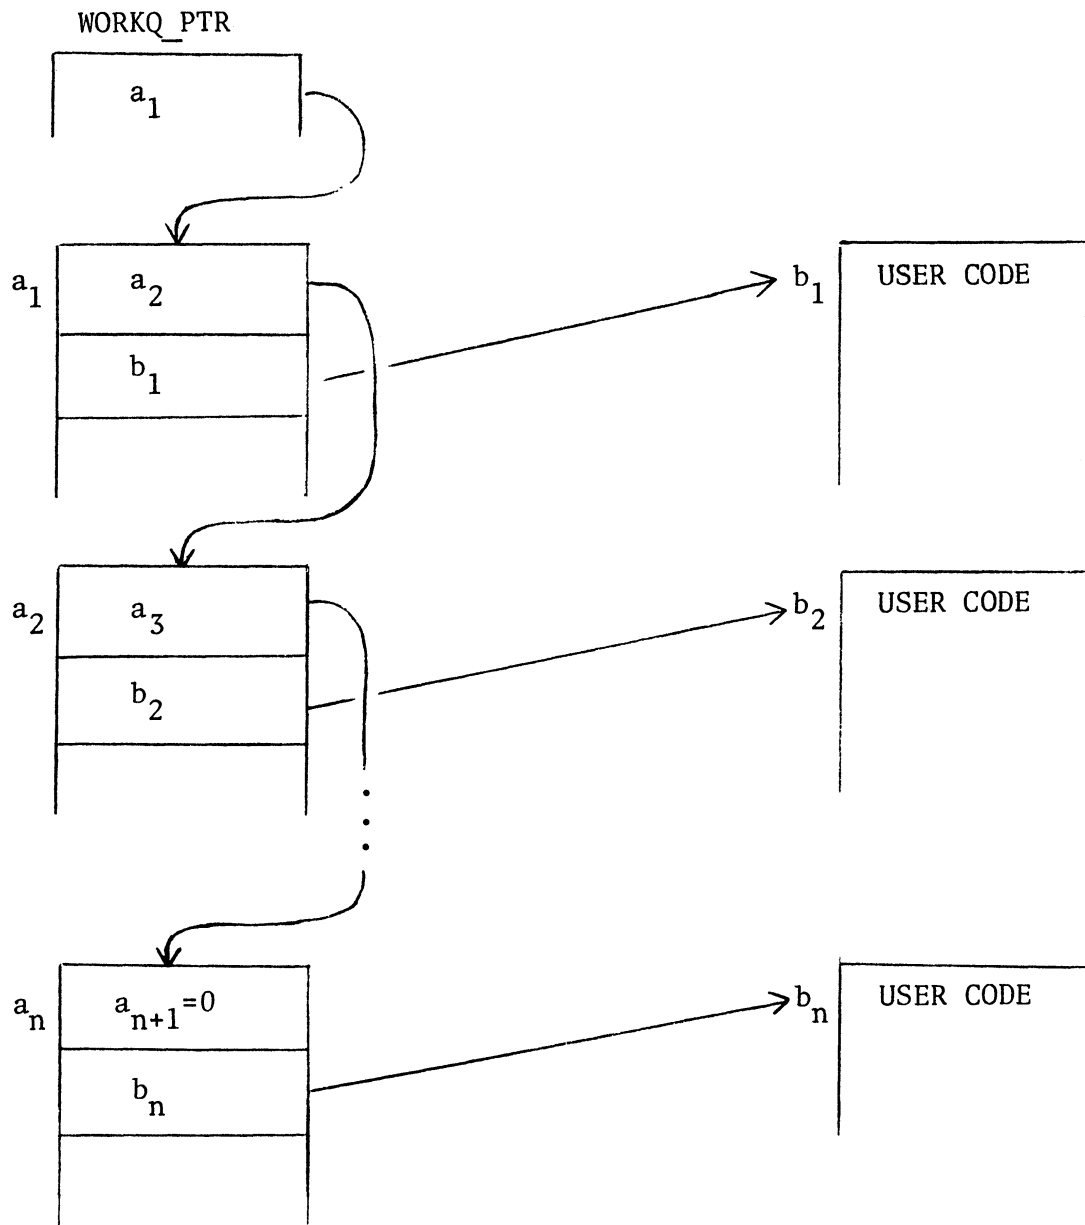 WORKQ_PTR
a₁
a₁ a₂ b₁ USER CODE
b₁
a₂ a₃ b₂ USER CODE
b₂
aₙ aₙ₊₁=0 bₙ USER CODE
bₙ